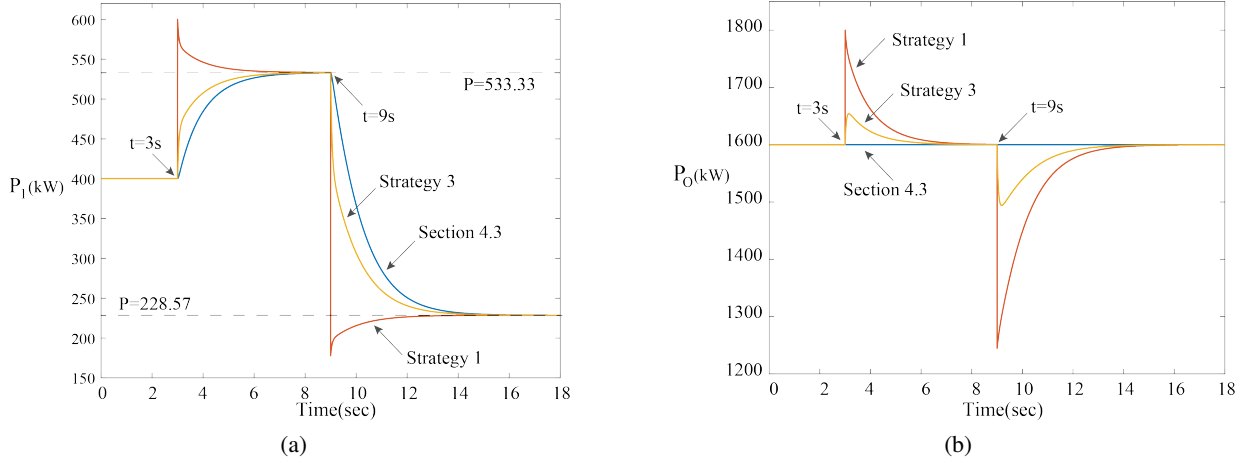 600
550
500
450
400
350
300
250
200
150
P₁(kW)
t=3s
P=533.33
t=9s
Strategy 3
Section 4.3
P=228.57
Strategy 1
0 2 4 6 8 10 12 14 16 18
Time(sec)
(a)
1800
1700
1600
1500
1400
1300
1200
P_O(kW)
Strategy 1
Strategy 3
t=3s
t=9s
Section 4.3
0 2 4 6 8 10 12 14 16 18
Time(sec)
(b)